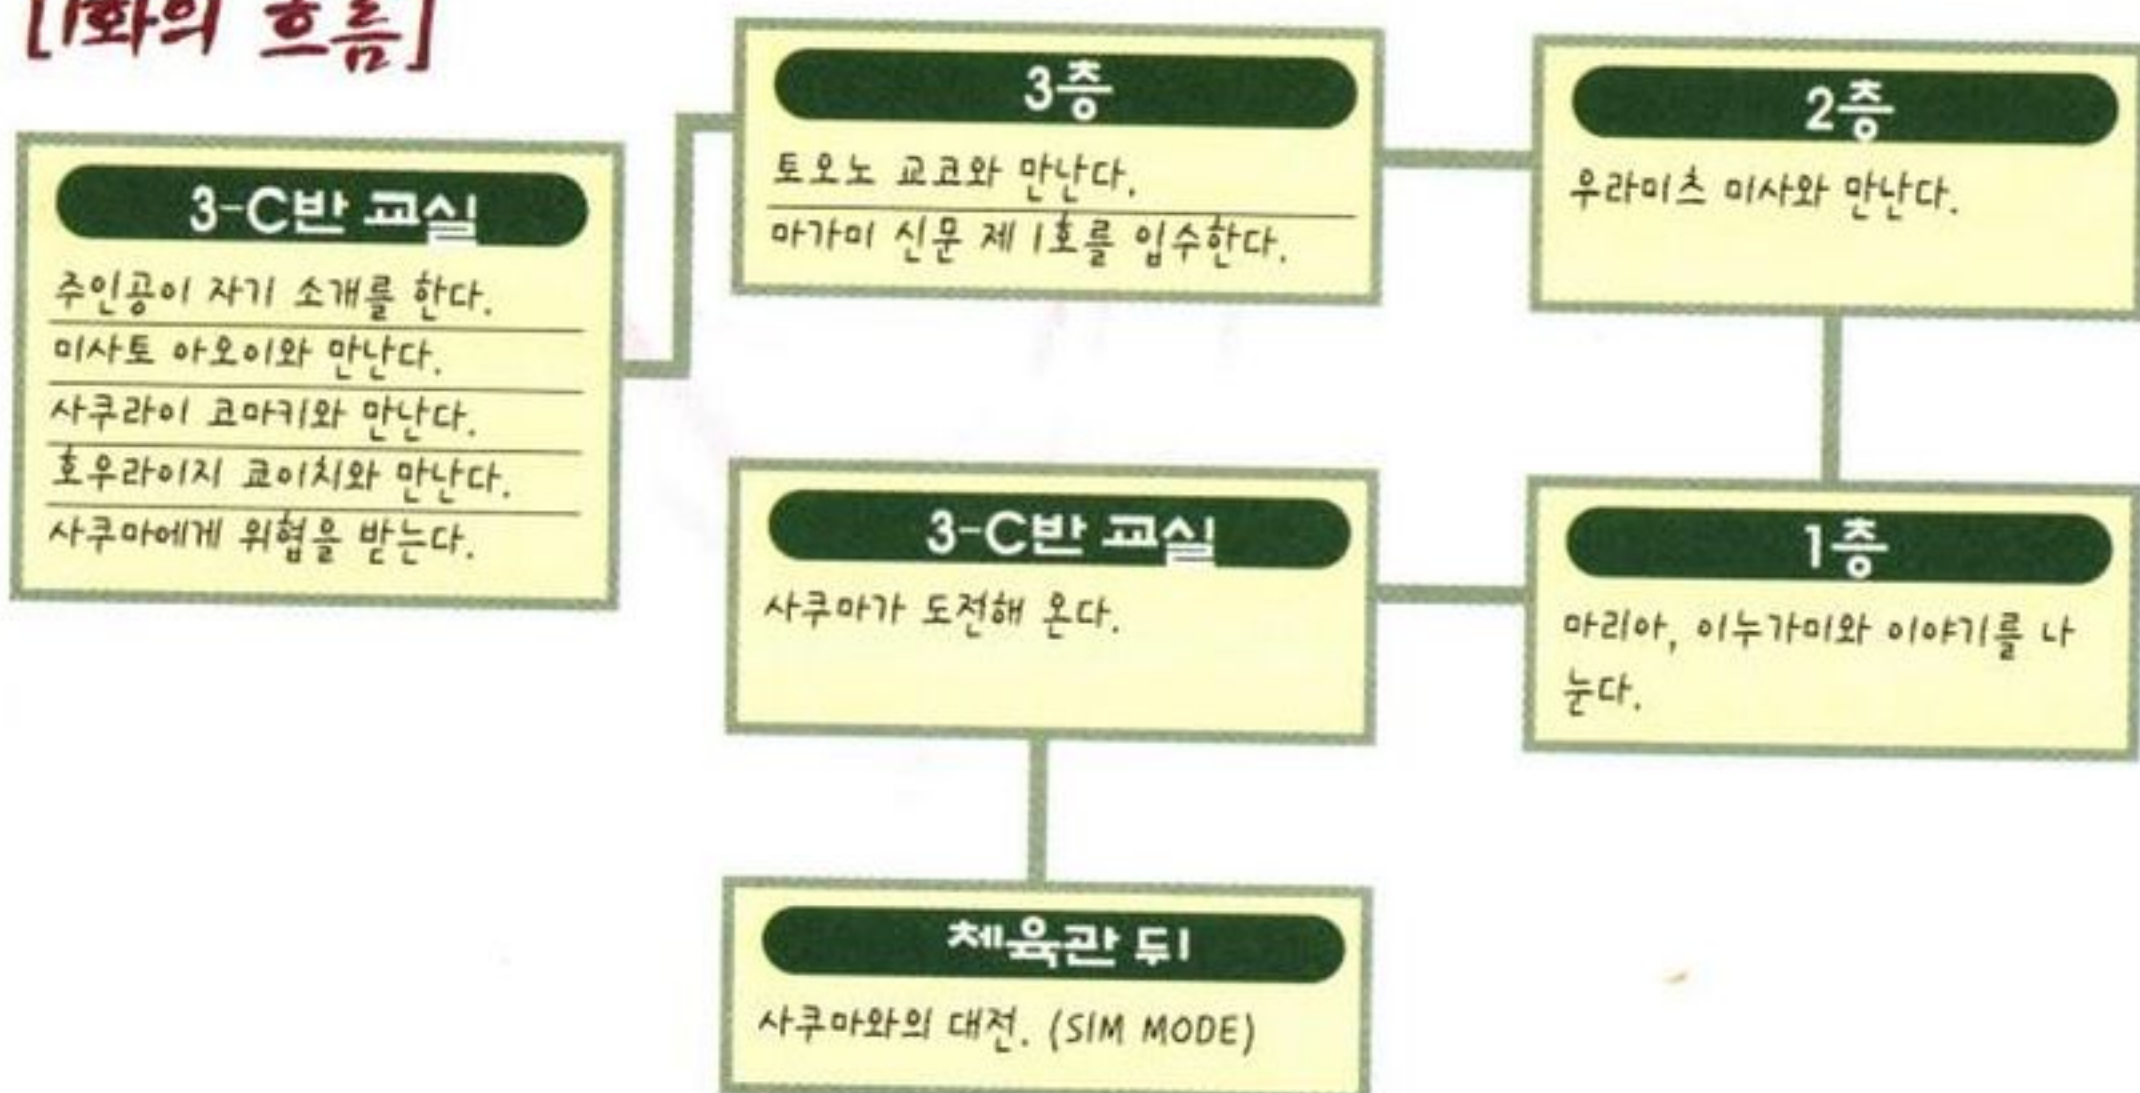 [1화의 흐름]
3-C반 교실
주인공이 자기 소개를 한다.
미사토 아오이와 만난다.
사쿠라이 코마키와 만난다.
호우라이지 쿄이치와 만난다.
사쿠마에게 위협을 받는다.
3층
토오노 교코와 만난다.
마가미 신문 제 1호를 입수한다.
2층
우라미츠 미사와 만난다.
1층
마리아, 이누가미와 이야기를 나
눈다.
3-C반 교실
사쿠마가 도전해 온다.
체육관 뒤
사쿠마와의 대전. (SIM MODE)